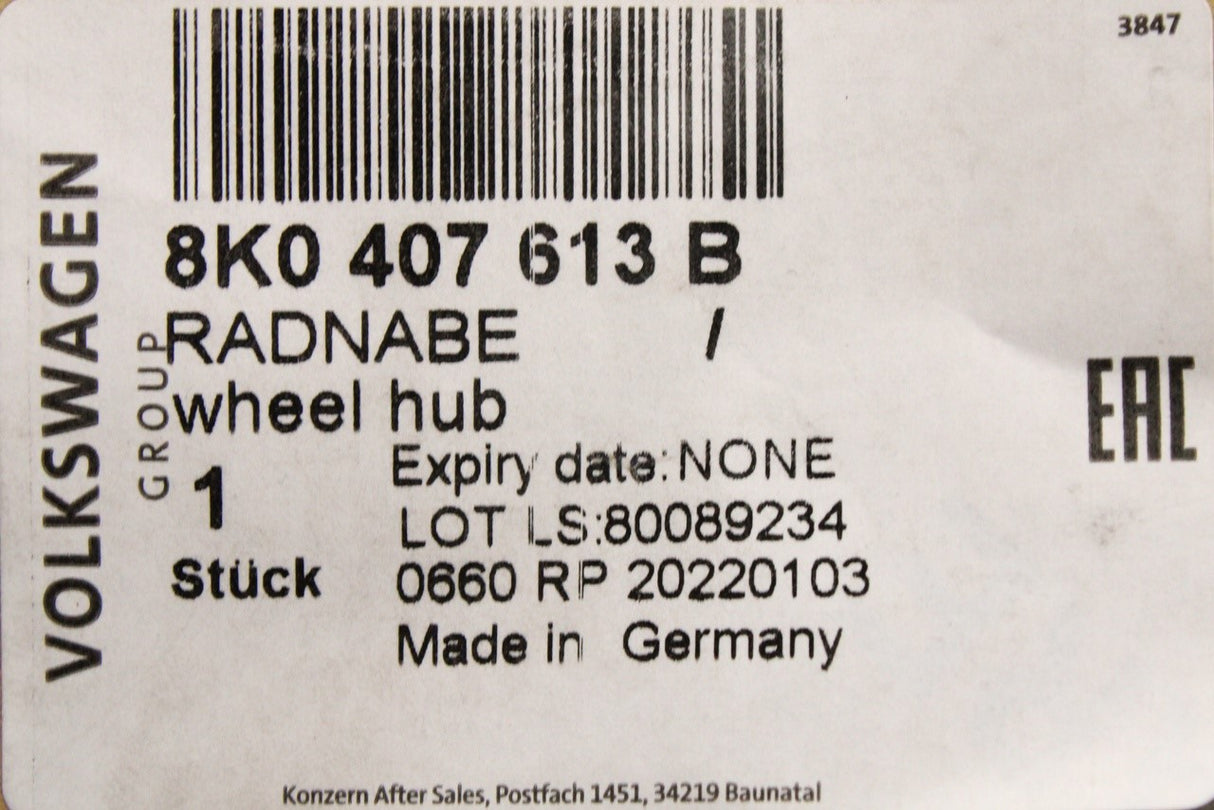 3847
VOLKSWAGEN
GROUP
8K0 407 613 B
RADNABE /
wheel hub
1
Stück
Expiry date:NONE
LOT LS:80089234
0660 RP 20220103
Made in Germany
EAC
Konzern After Sales, Postfach 1451, 34219 Baunatal